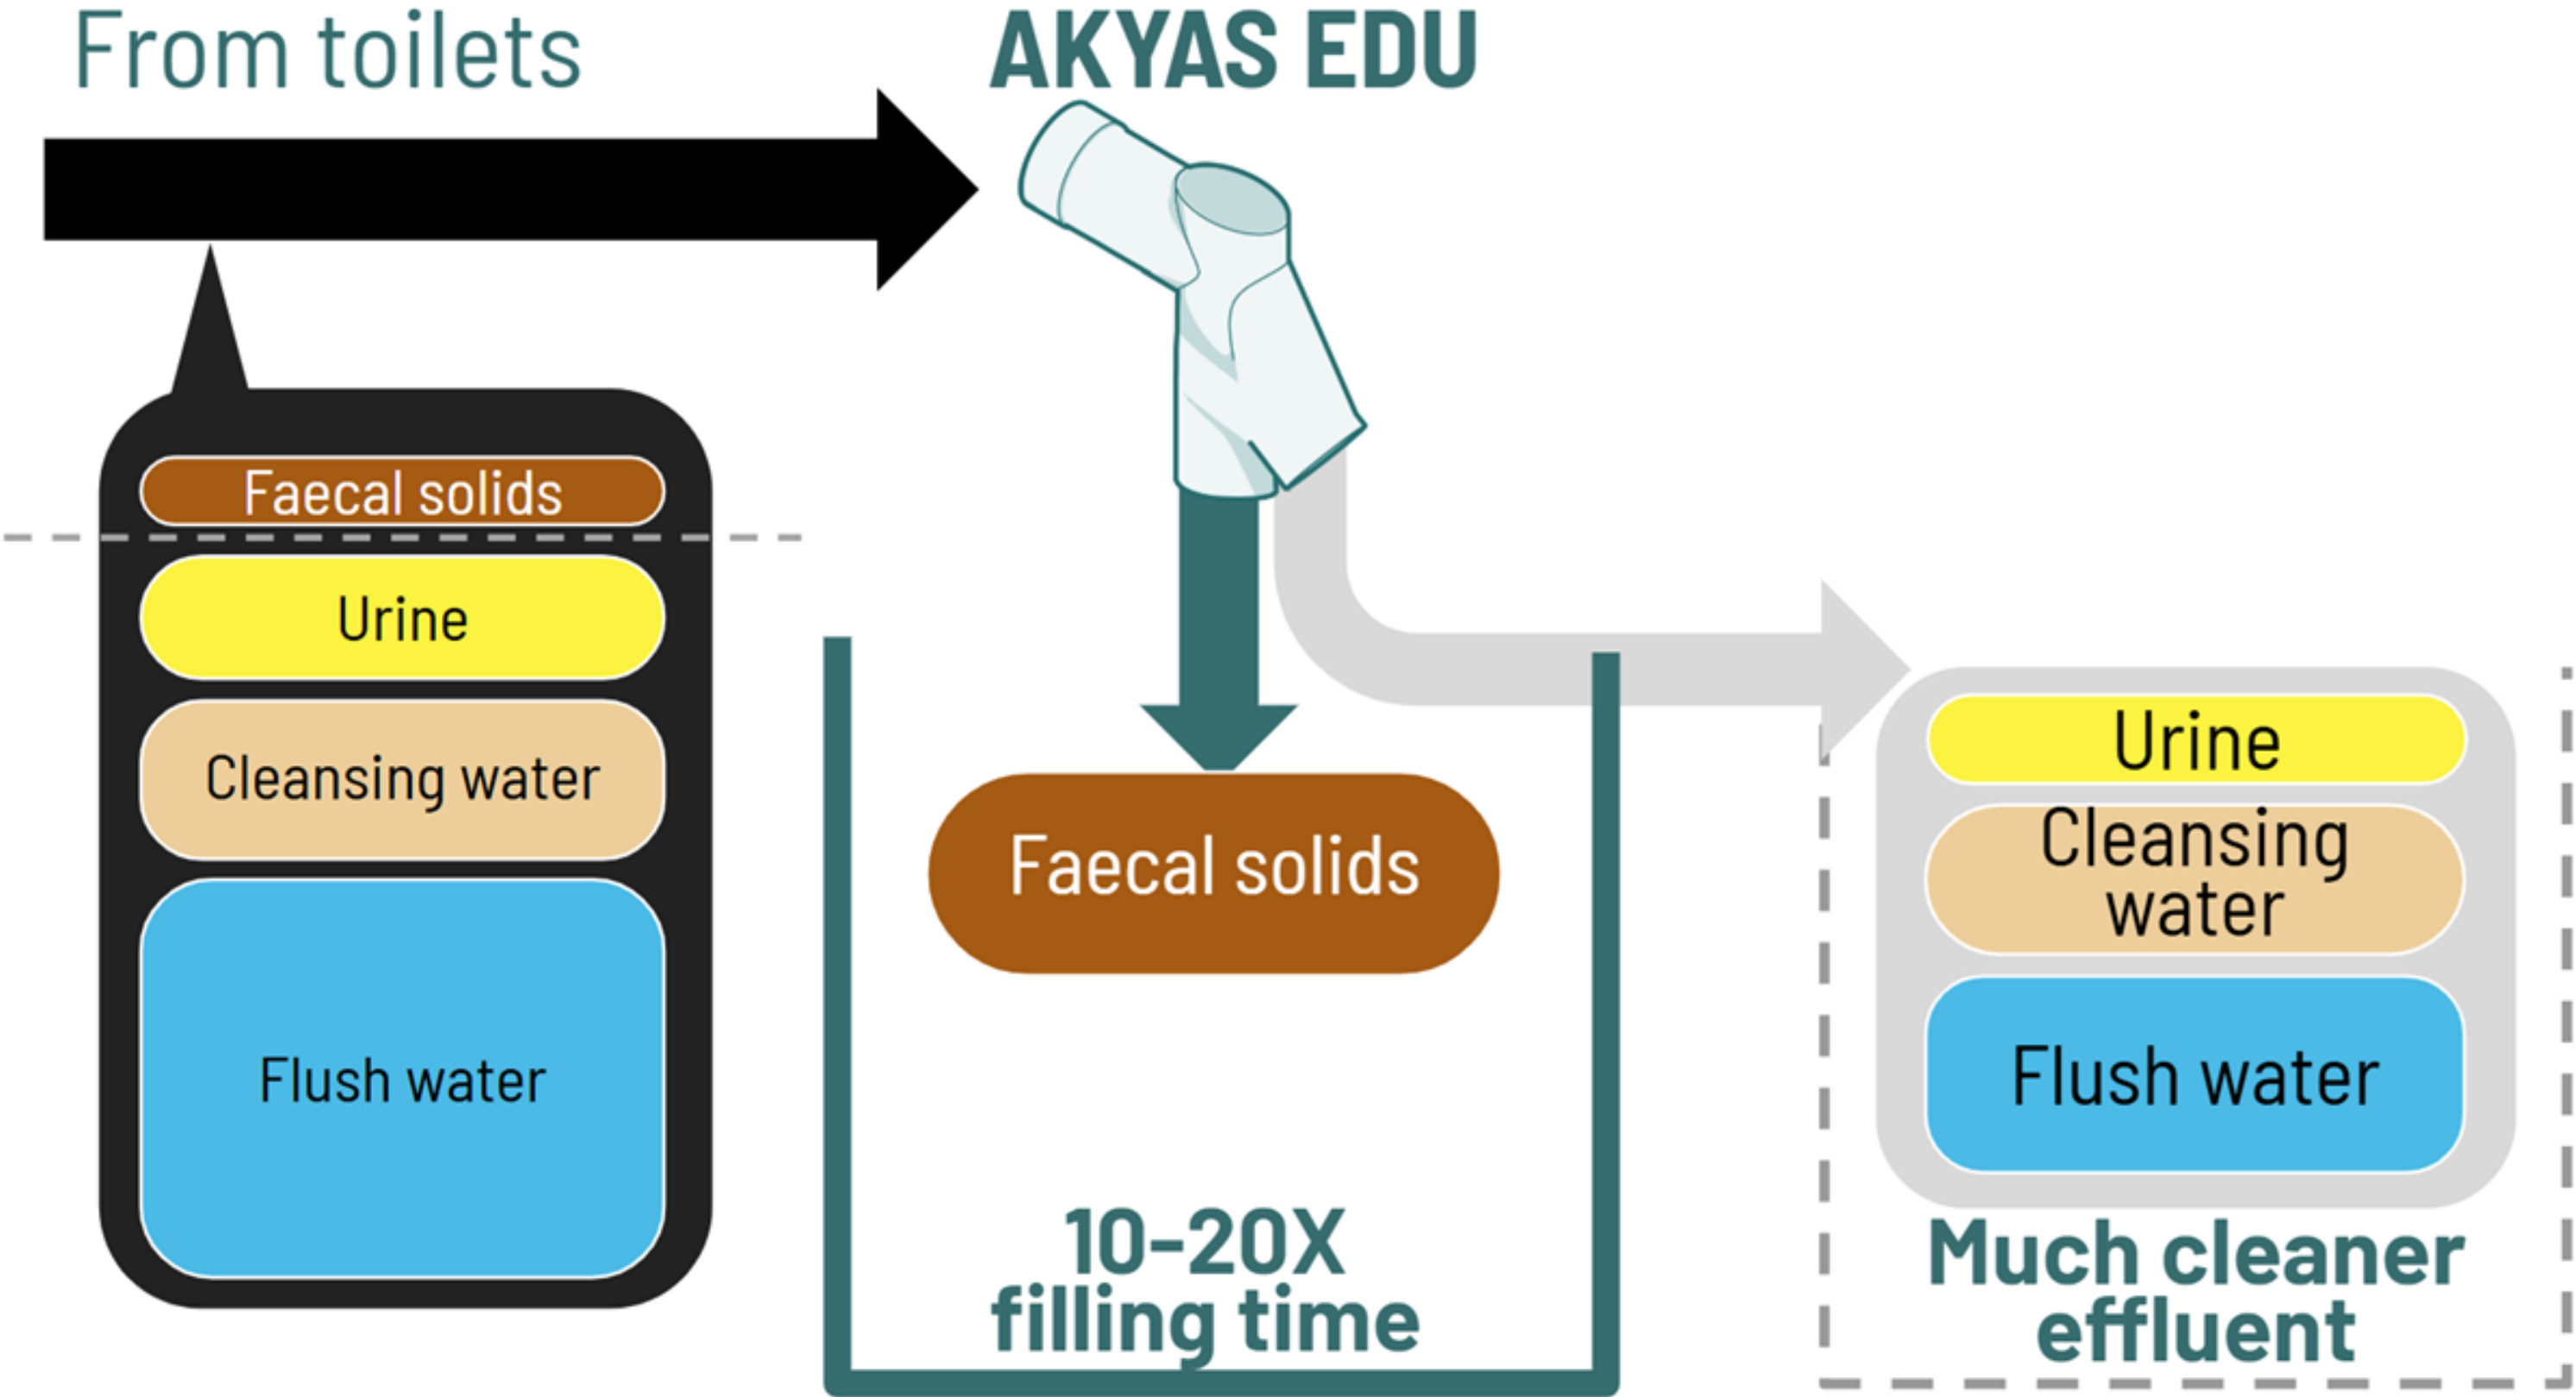 From toilets
AKYAS EDU
Faecal solids
Urine
Cleansing water
Flush water
Faecal solids
10-20X
filling time
Urine
Cleansing
water
Flush water
Much cleaner
effluent